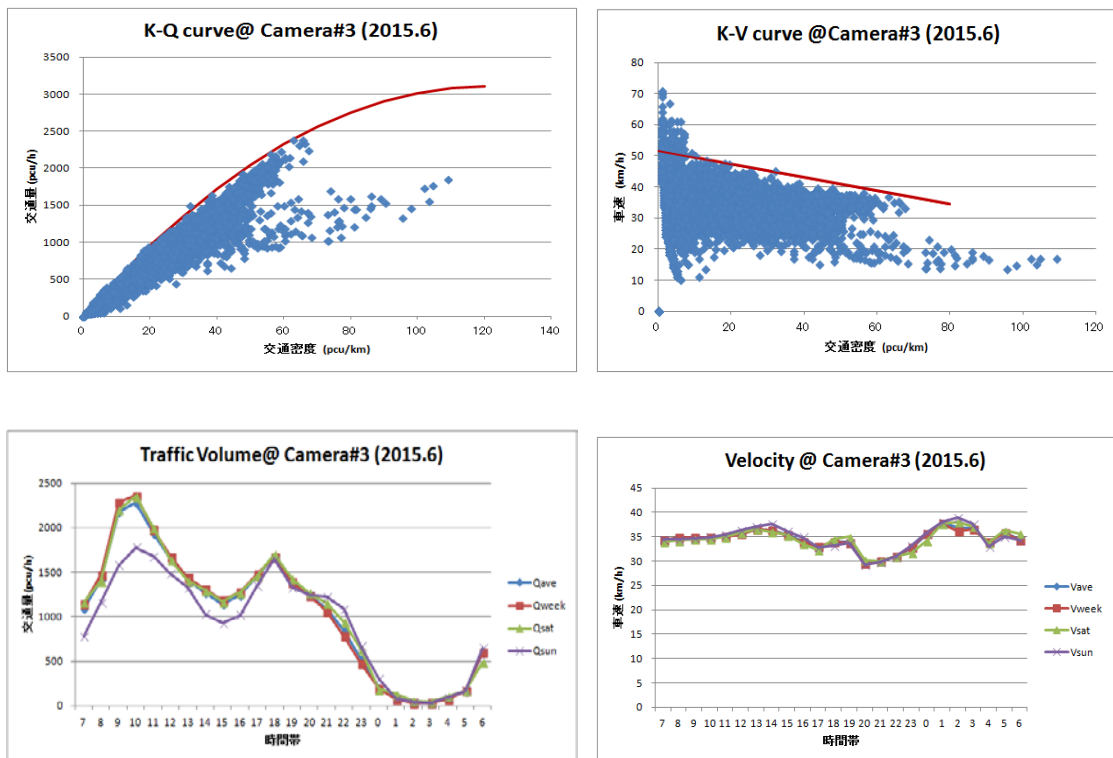 K-Q curve@ Camera#3 (2015.6)
交通量 (pcu/h)
3500
3000
2500
2000
1500
1000
500
0
0 20 40 60 80 100 120 140
交通密度 (pcu/km)
K-V curve @Camera#3 (2015.6)
車速 (km/h)
80
70
60
50
40
30
20
10
0
0 20 40 60 80 100 120
交通密度 (pcu/km)
Traffic Volume@ Camera#3 (2015.6)
交通量 (pcu/h)
2500
2000
1500
1000
500
0
7 8 9 10 11 12 13 14 15 16 17 18 19 20 21 22 23 0 1 2 3 4 5 6
時間帯
Qave
Qweek
Qsat
Qsun
Velocity @ Camera#3 (2015.6)
車速 (km/h)
45
40
35
30
25
20
15
10
5
0
7 8 9 10 11 12 13 14 15 16 17 18 19 20 21 22 23 0 1 2 3 4 5 6
時間帯
Vave
Vweek
Vsat
Vsun